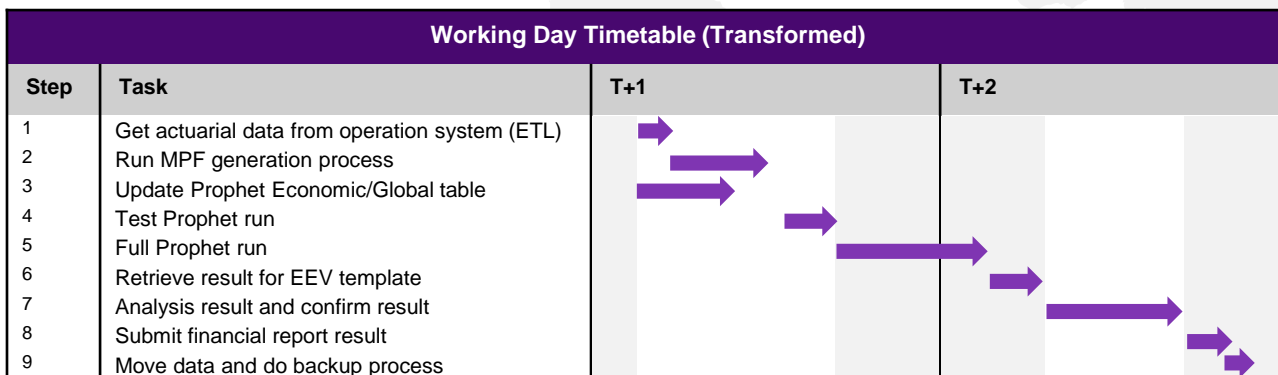 Working Day Timetable (Transformed)
Step Task T+1 T+2
1 Get actuarial data from operation system (ETL)
2 Run MPF generation process
3 Update Prophet Economic/Global table
4 Test Prophet run
5 Full Prophet run
6 Retrieve result for EEV template
7 Analysis result and confirm result
8 Submit financial report result
9 Move data and do backup process